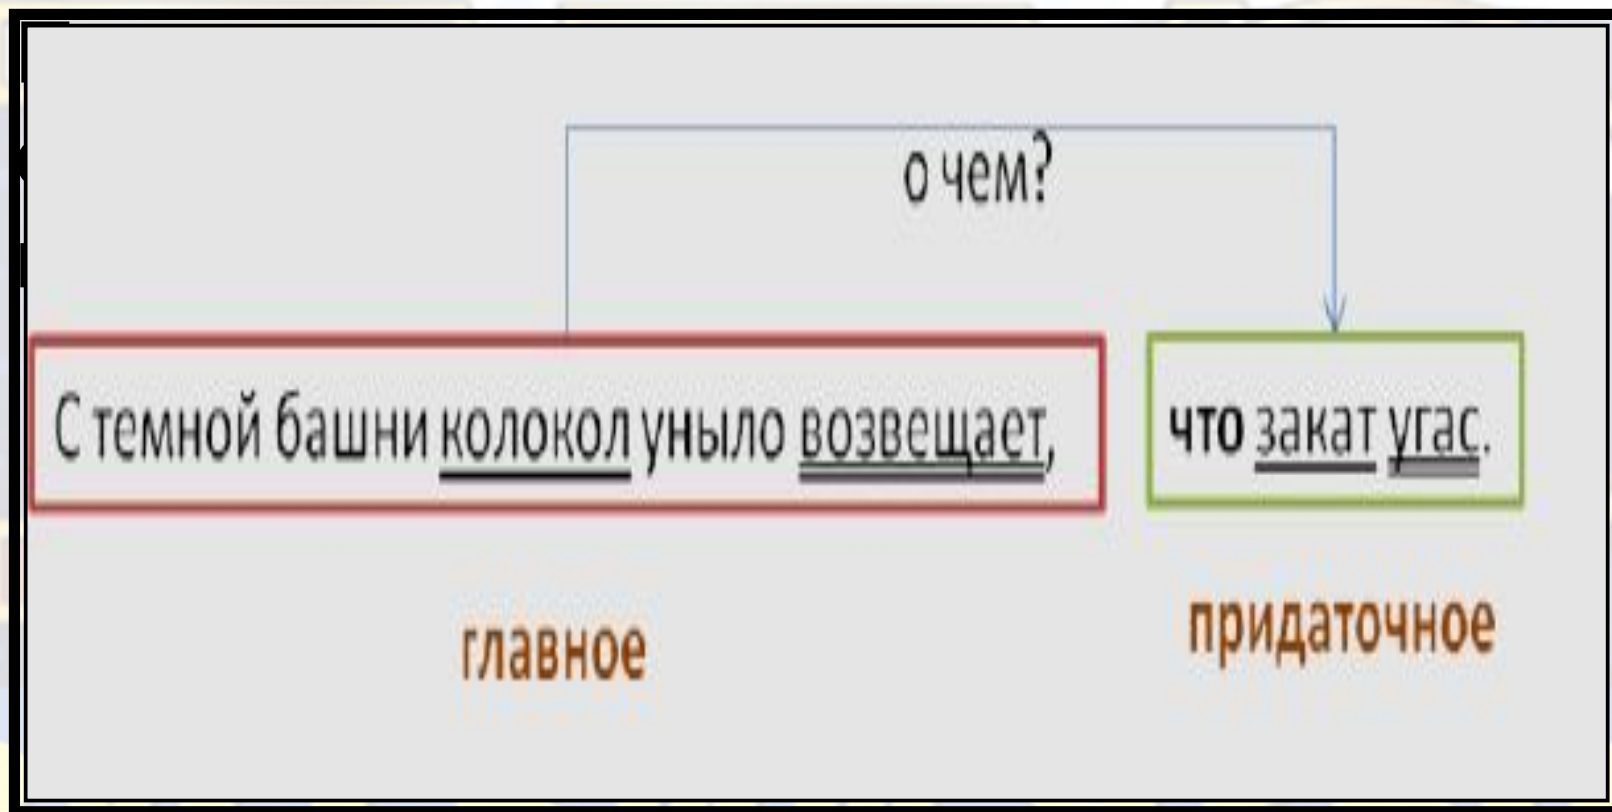 о чем?
С темной башни колокол уныло возвещает, что закат угас.
главное придаточное